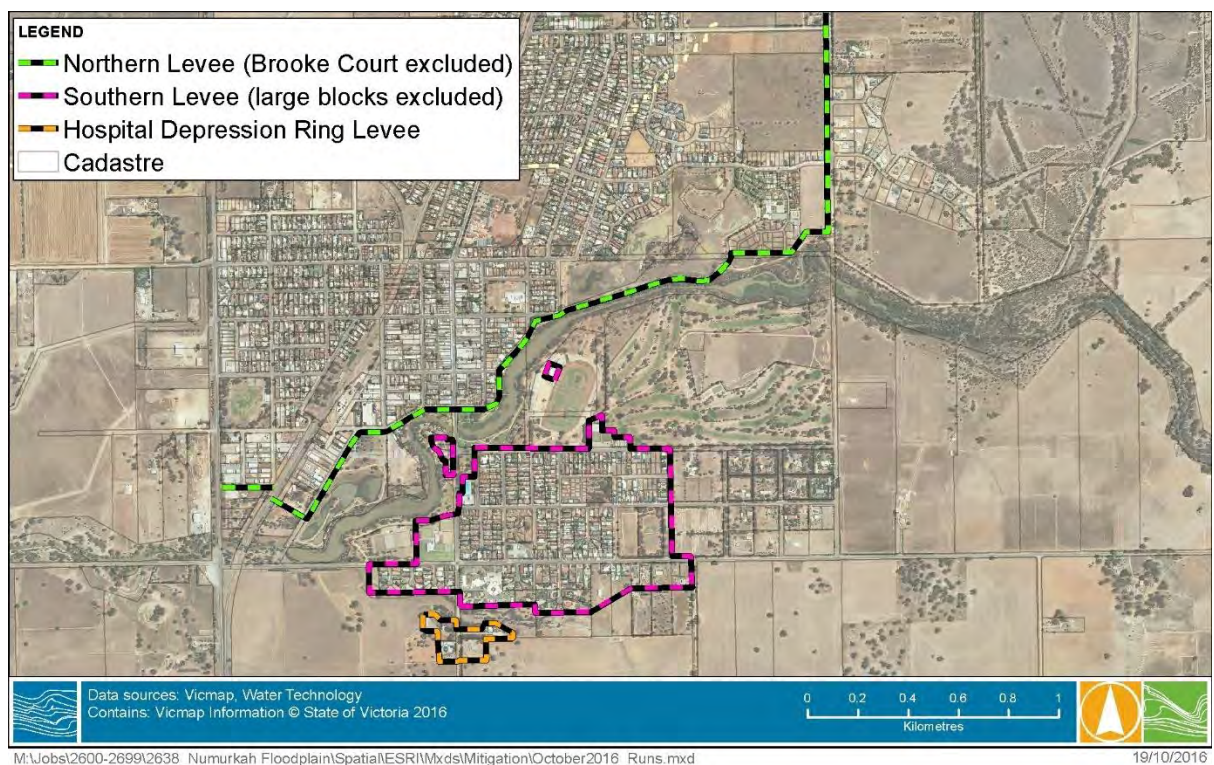 LEGEND
Northern Levee (Brooke Court excluded)
Southern Levee (large blocks excluded)
Hospital Depression Ring Levee
Cadastre
Data sources: Vicmap, Water Technology
Contains: Vicmap Information © State of Victoria 2016
0 0.2 0.4 0.6 0.8 1
Kilometres
M:\Jobs\2600-2699\2638_Numurkah Floodplain\Spatial\ESRI\Mxds\Mitigation\October2016_Runs.mxd
19/10/2016